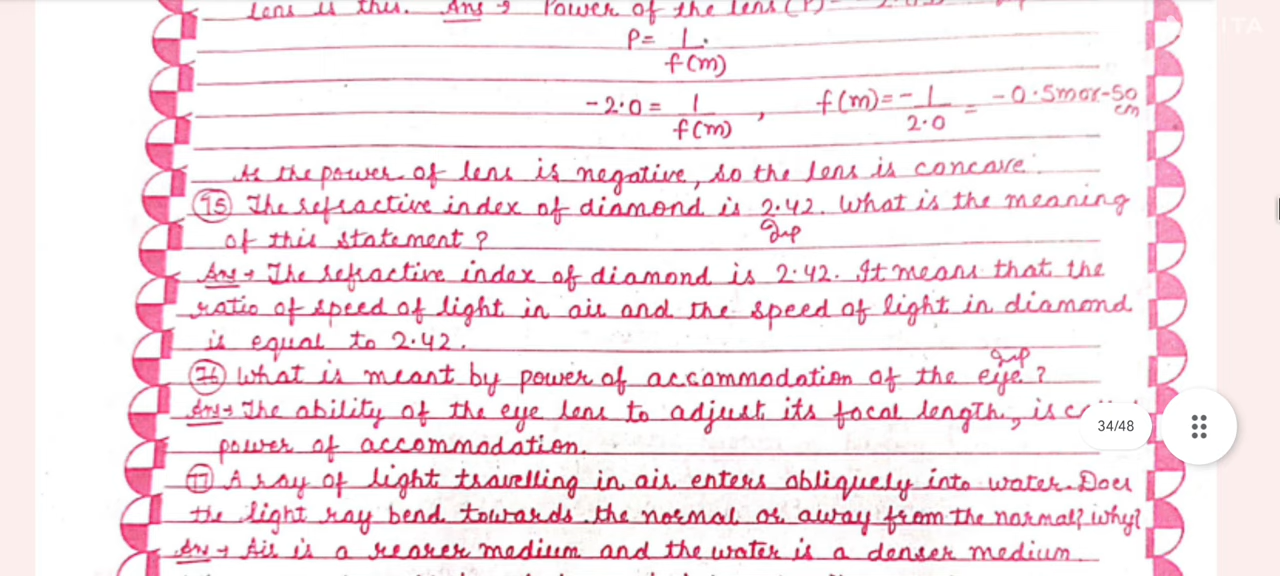 lens is this. Ans → Power of the lens (P) =
P = 1
f(m)
-2.0 = 1 , f(m) = - 1 = -0.5m or -50 cm
f(m) 2.0
As the power of lens is negative, so the lens is concave.
75 The refractive index of diamond is 2.42. What is the meaning
of this statement ? Imp
Ans → The refractive index of diamond is 2.42. It means that the
ratio of speed of light in air and the speed of light in diamond
is equal to 2.42.
76 What is meant by power of accommodation of the eye ? Imp
Ans → The ability of the eye lens to adjust its focal length, is
34/48
power of accommodation.
77 A ray of light travelling in air enters obliquely into water. Does
the light ray bend towards the normal or away from the normal? why?
Ans → Air is a rearer medium and the water is a denser medium